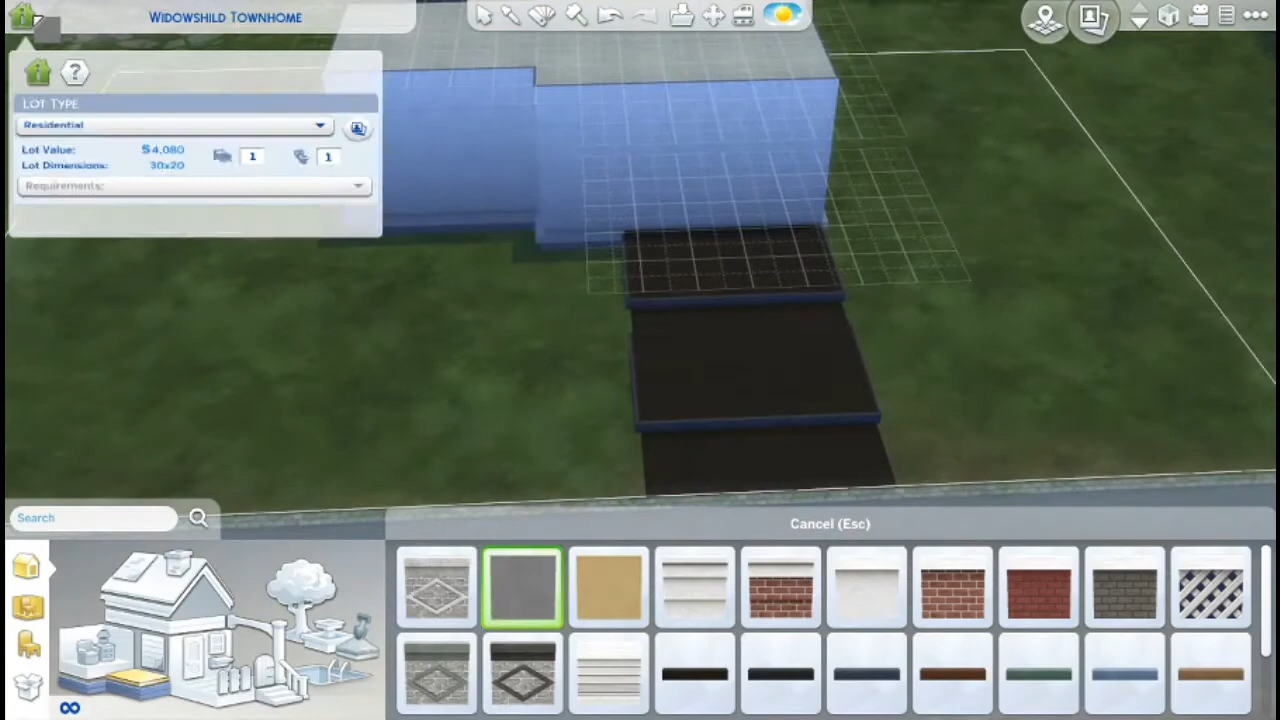 WIDOWSHILD TOWNHOME
?
LOT TYPE
Residential
Lot Value: §4,080 1 1
Lot Dimensions: 30x20
Requirements:
Search
Cancel (Esc)
∞